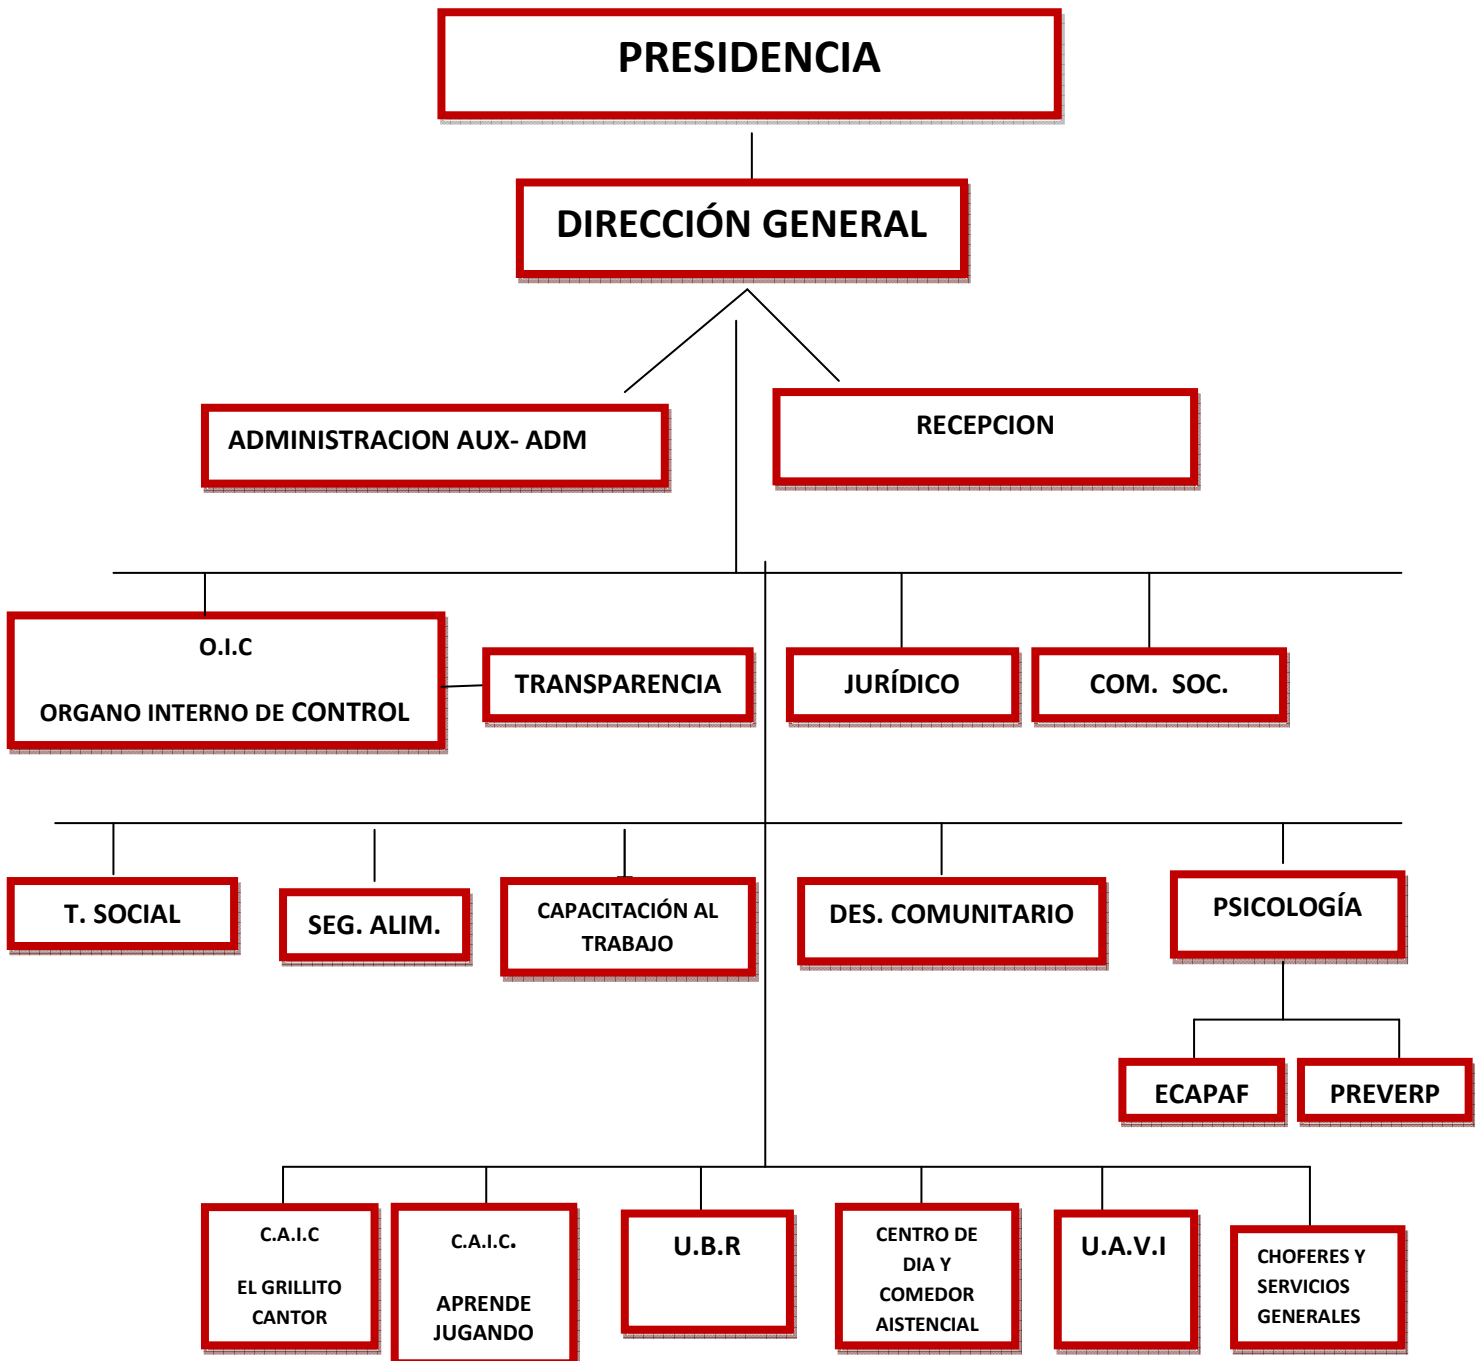 PRESIDENCIA
DIRECCIÓN GENERAL
ADMINISTRACION AUX- ADM
RECEPCION
O.I.C
ORGANO INTERNO DE CONTROL
TRANSPARENCIA
JURÍDICO
COM. SOC.
T. SOCIAL
SEG. ALIM.
CAPACITACIÓN AL
TRABAJO
DES. COMUNITARIO
PSICOLOGÍA
ECAPAF
PREVERP
C.A.I.C
EL GRILLITO
CANTOR
C.A.I.C.
APRENDE
JUGANDO
U.B.R
CENTRO DE
DIA Y
COMEDOR
AISTENCIAL
U.A.V.I
CHOFERES Y
SERVICIOS
GENERALES